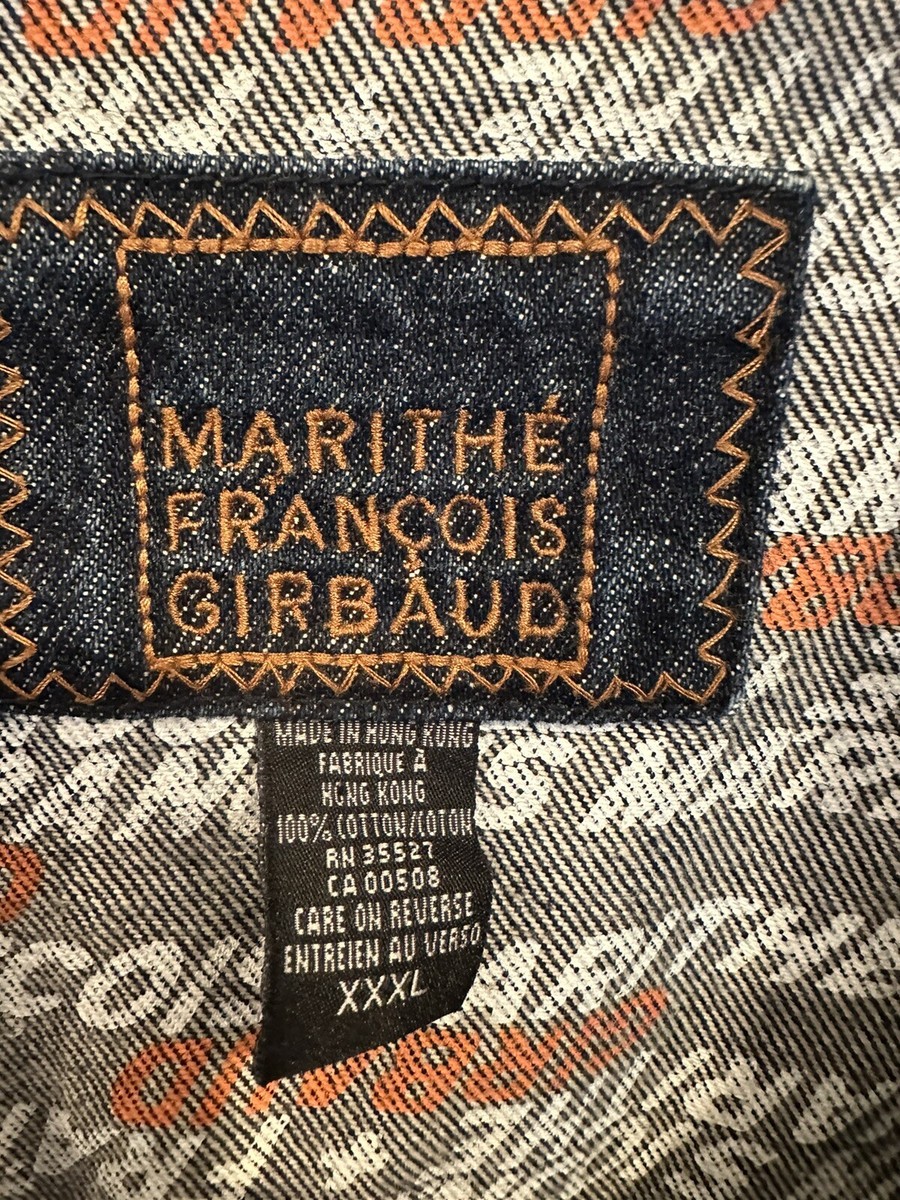 MARITHÉ
FRANÇOIS
GIRBAUD
MADE IN HONG KONG
FABRIQUE À
HONG KONG
100% COTTON/COTON
RN 35527
CA 00508
CARE ON REVERSE
ENTREIEN AU VERSO
XXXL